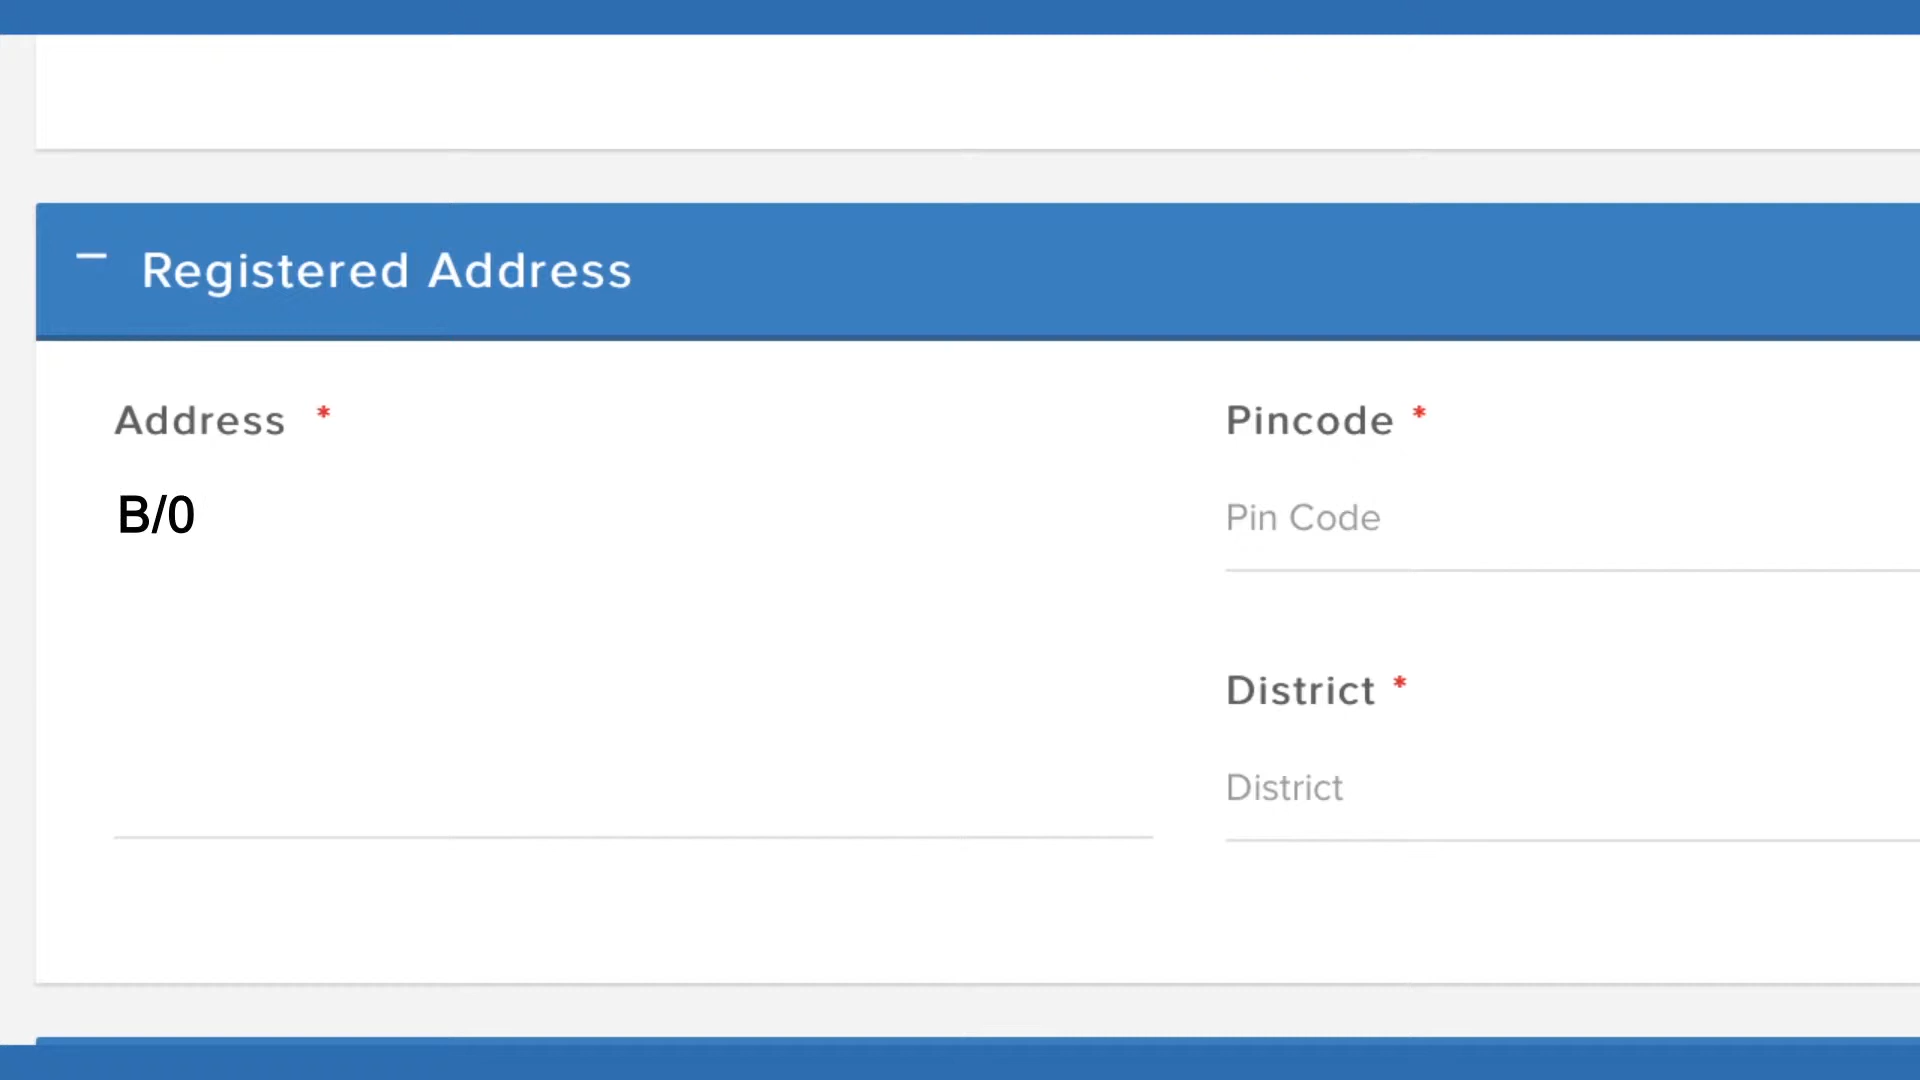 Registered Address
Address *
B/0
Pincode *
Pin Code
District *
District